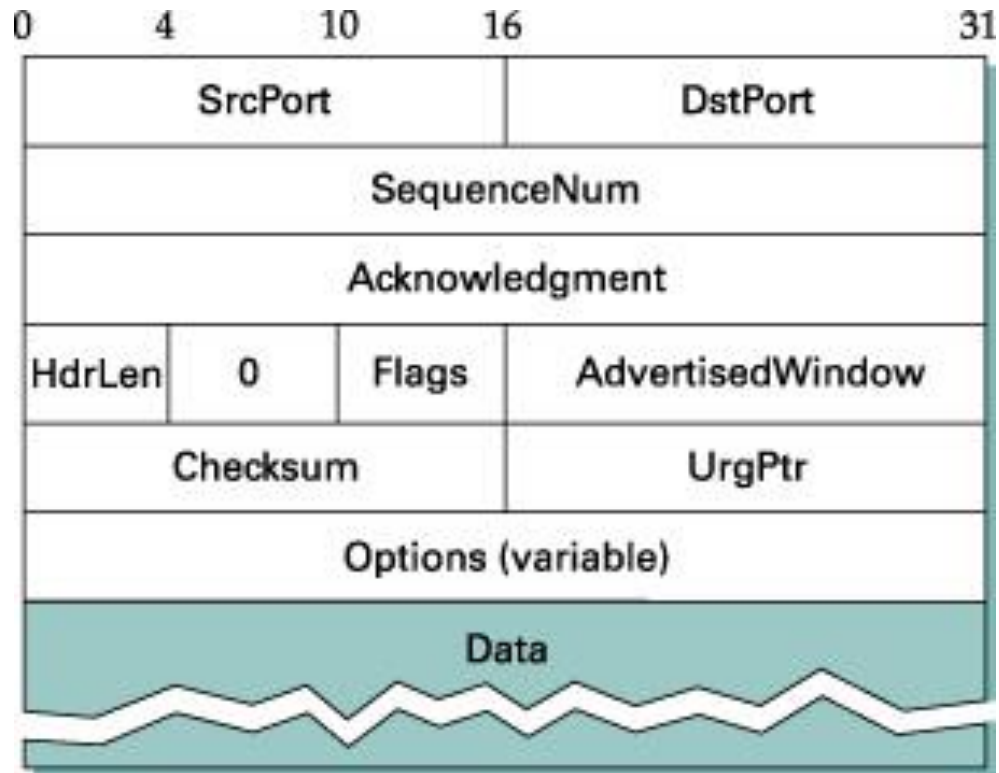 0 4 10 16 31
SrcPort DstPort
SequenceNum
Acknowledgment
HdrLen 0 Flags AdvertisedWindow
Checksum UrgPtr
Options (variable)
Data